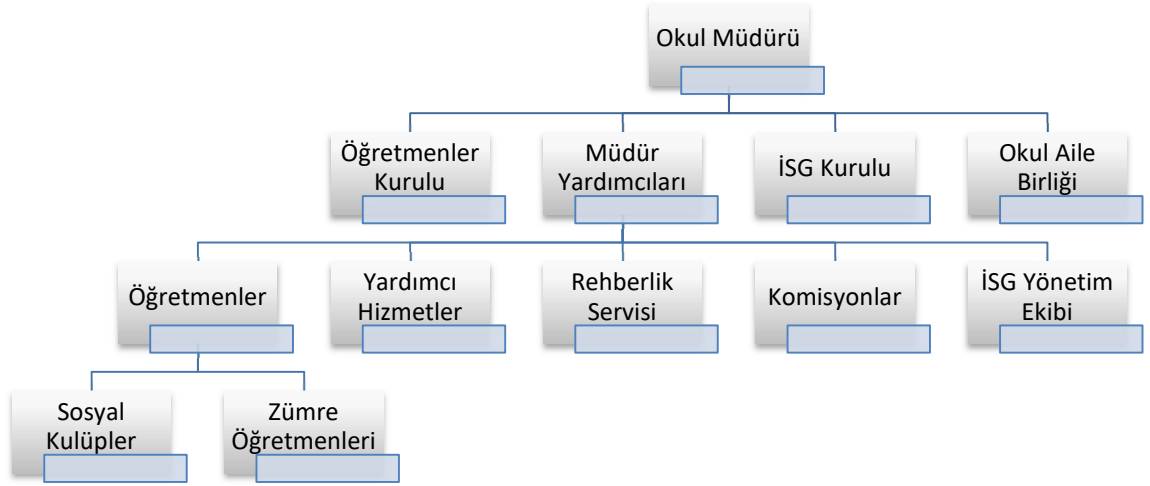 Okul Müdürü
Öğretmenler
Kurulu
Müdür
Yardımcıları
İSG Kurulu
Okul Aile
Birliği
Öğretmenler
Yardımcı
Hizmetler
Rehberlik
Servisi
Komisyonlar
İSG Yönetim
Ekibi
Sosyal
Kulüpler
Zümre
Öğretmenleri